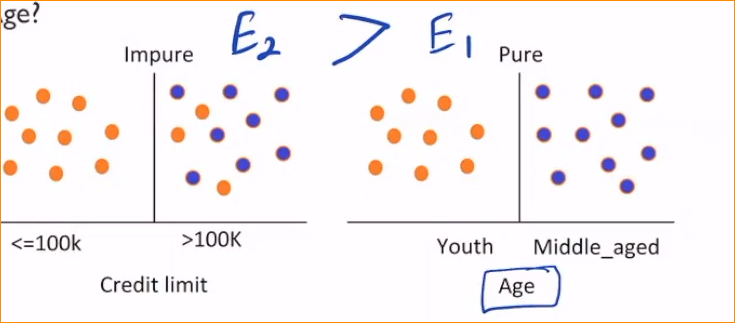 ge?
E2 > E1
Impure
Pure
<=100k
>100K
Youth
Middle_aged
Credit limit
Age